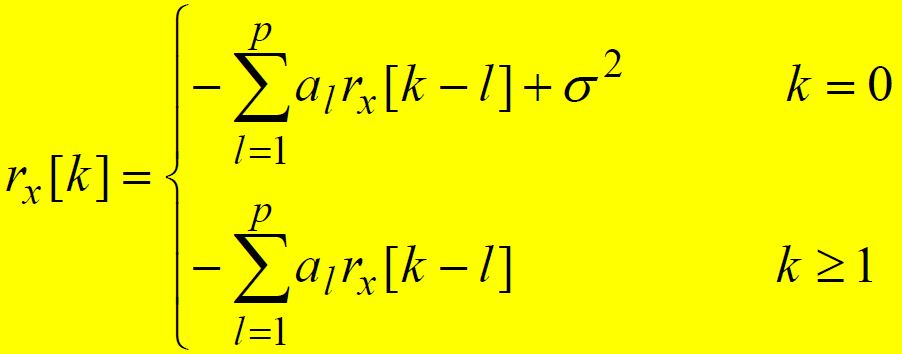 r_x[k] = { − ∑_{l=1}^{p} a_l r_x[k − l] + σ² k = 0
− ∑_{l=1}^{p} a_l r_x[k − l] k ≥ 1